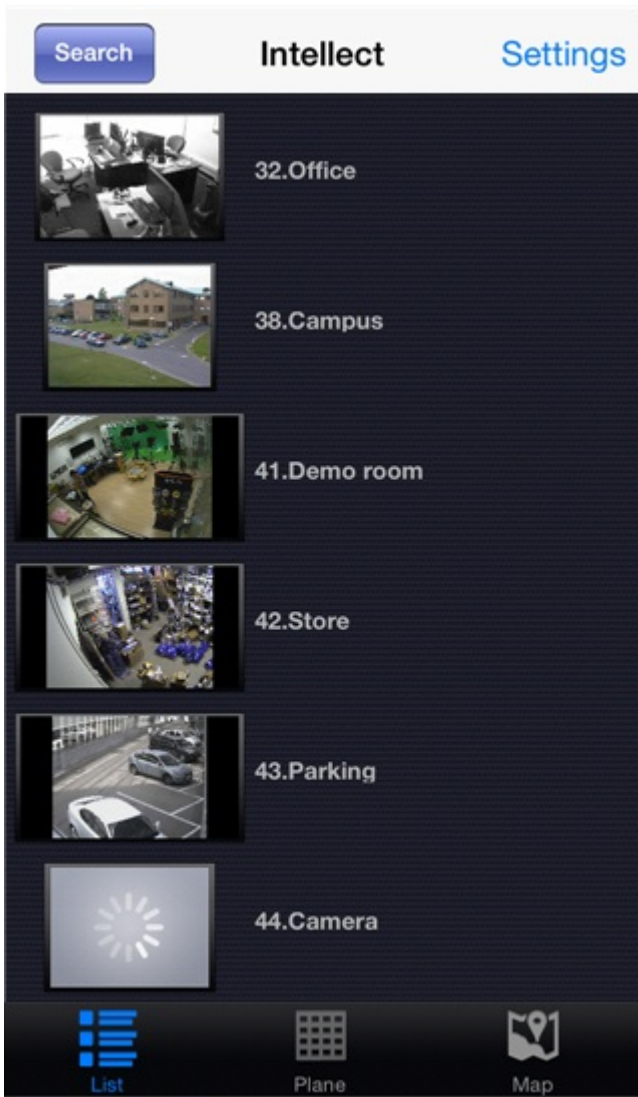 Search
Intellect
Settings
32.Office
38.Campus
41.Demo room
42.Store
43.Parking
44.Camera
List
Plane
Map